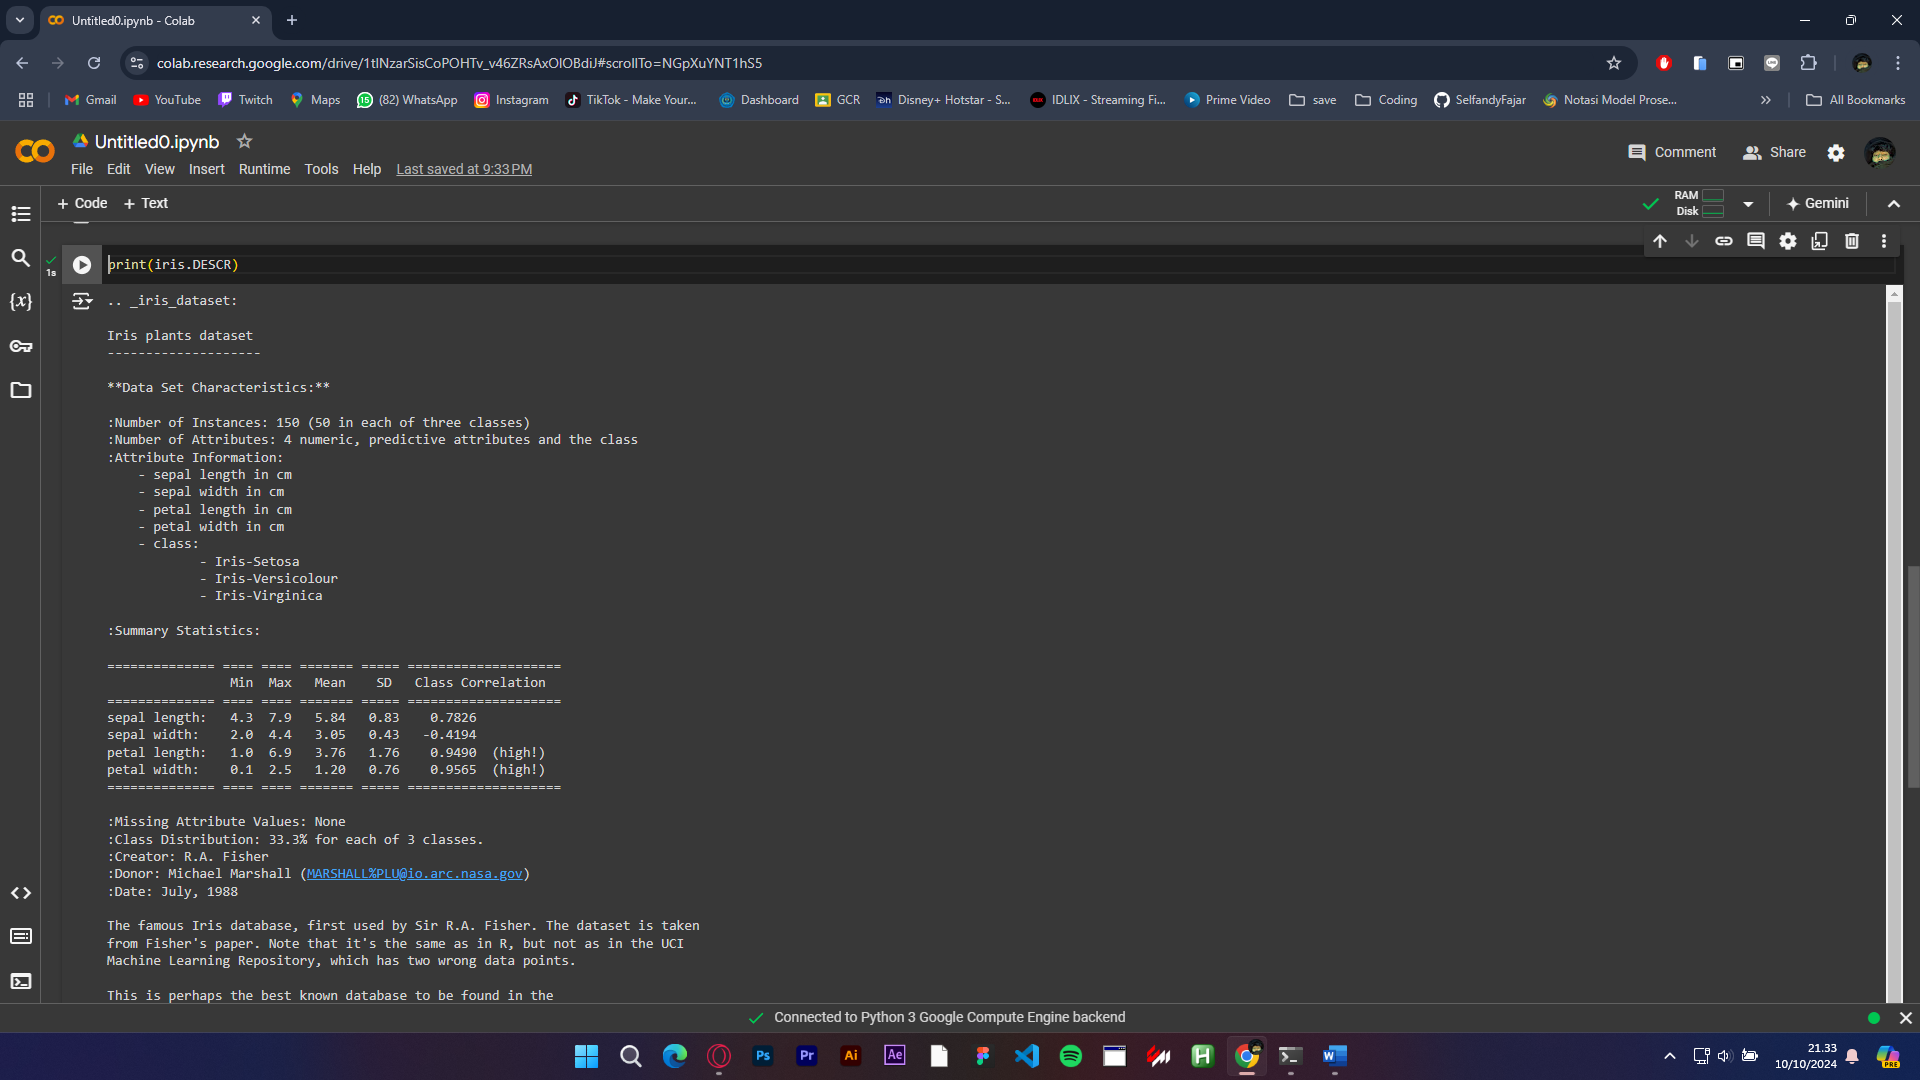 Untitled0.ipynb - Colab
colab.research.google.com/drive/1tINzarSisCoPOHTv_v46ZRsAxOIOBdiJ#scrollTo=NGpXuYNT1hS5
Gmail YouTube Twitch Maps (82) WhatsApp Instagram TikTok - Make Your... Dashboard GCR Disney+ Hotstar - S... IDLIX - Streaming Fi... Prime Video save Coding SelfandyFajar Notasi Model Prose... » All Bookmarks
Untitled0.ipynb
Comment Share
File Edit View Insert Runtime Tools Help Last saved at 9:33 PM
+ Code + Text
RAM
Disk
Gemini
1s
print(iris.DESCR)
.. _iris_dataset:
Iris plants dataset
--------------------
**Data Set Characteristics:**
:Number of Instances: 150 (50 in each of three classes)
:Number of Attributes: 4 numeric, predictive attributes and the class
:Attribute Information:
- sepal length in cm
- sepal width in cm
- petal length in cm
- petal width in cm
- class:
- Iris-Setosa
- Iris-Versicolour
- Iris-Virginica
:Summary Statistics:
============== ==== ==== ======= ===== ====================
Min Max Mean SD Class Correlation
============== ==== ==== ======= ===== ====================
sepal length: 4.3 7.9 5.84 0.83 0.7826
sepal width: 2.0 4.4 3.05 0.43 -0.4194
petal length: 1.0 6.9 3.76 1.76 0.9490 (high!)
petal width: 0.1 2.5 1.20 0.76 0.9565 (high!)
============== ==== ==== ======= ===== ====================
:Missing Attribute Values: None
:Class Distribution: 33.3% for each of 3 classes.
:Creator: R.A. Fisher
:Donor: Michael Marshall (MARSHALL%PLU@io.arc.nasa.gov)
:Date: July, 1988
The famous Iris database, first used by Sir R.A. Fisher. The dataset is taken
from Fisher's paper. Note that it's the same as in R, but not as in the UCI
Machine Learning Repository, which has two wrong data points.
This is perhaps the best known database to be found in the
Connected to Python 3 Google Compute Engine backend
Ps Pr Ai Ae
21.33
10/10/2024